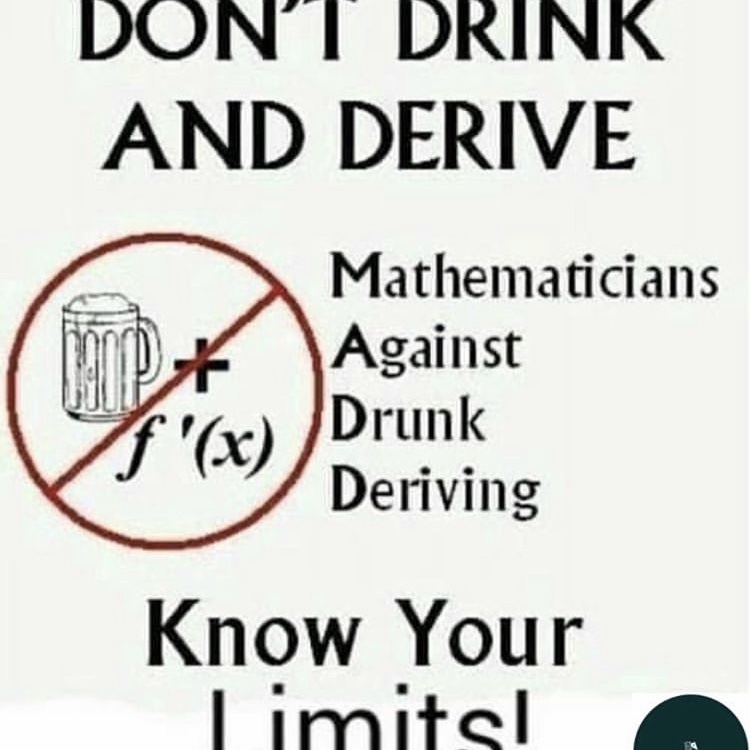 DON'T DRINK
AND DERIVE
Mathematicians
Against
+
Drunk
f '(x)
Deriving
Know Your
Limits!